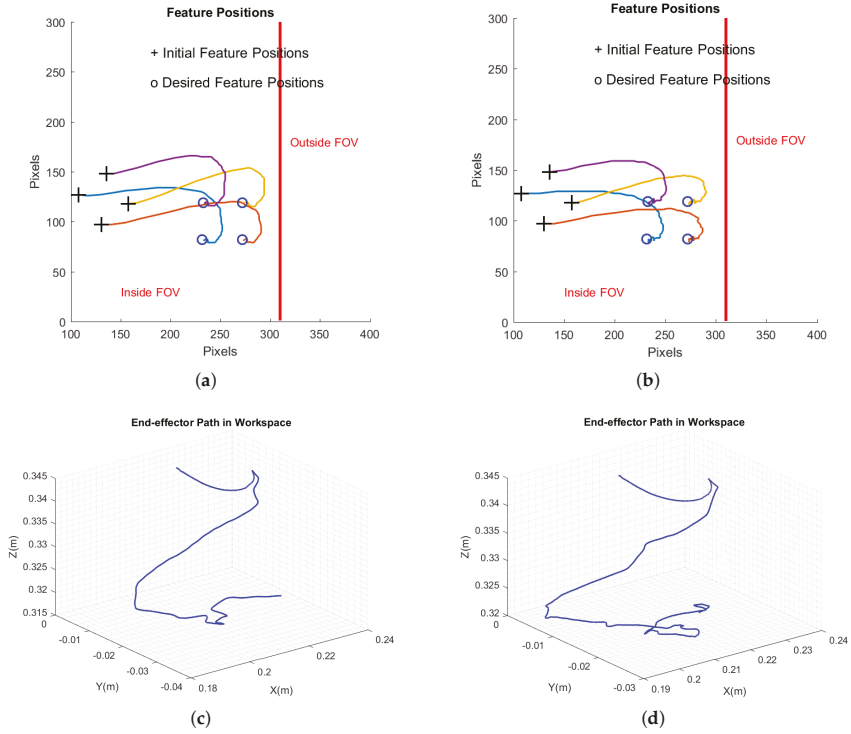 Feature Positions
300
250
200
150
100
50
0
Pixels
+ Initial Feature Positions
o Desired Feature Positions
Outside FOV
Inside FOV
100
150
200
250
300
350
400
Pixels
(a)
Feature Positions
300
250
200
150
100
50
0
Pixels
+ Initial Feature Positions
o Desired Feature Positions
Outside FOV
Inside FOV
100
150
200
250
300
350
400
Pixels
(b)
End-effector Path in Workspace
0.345
0.34
0.335
0.33
0.325
0.32
0.315
Z(m)
0
-0.01
-0.02
-0.03
-0.04
Y(m)
0.18
0.2
0.22
0.24
X(m)
(c)
End-effector Path in Workspace
0.345
0.34
0.335
0.33
0.325
0.32
Z(m)
0
-0.01
-0.02
-0.03
Y(m)
0.19
0.2
0.21
0.22
0.23
0.24
X(m)
(d)